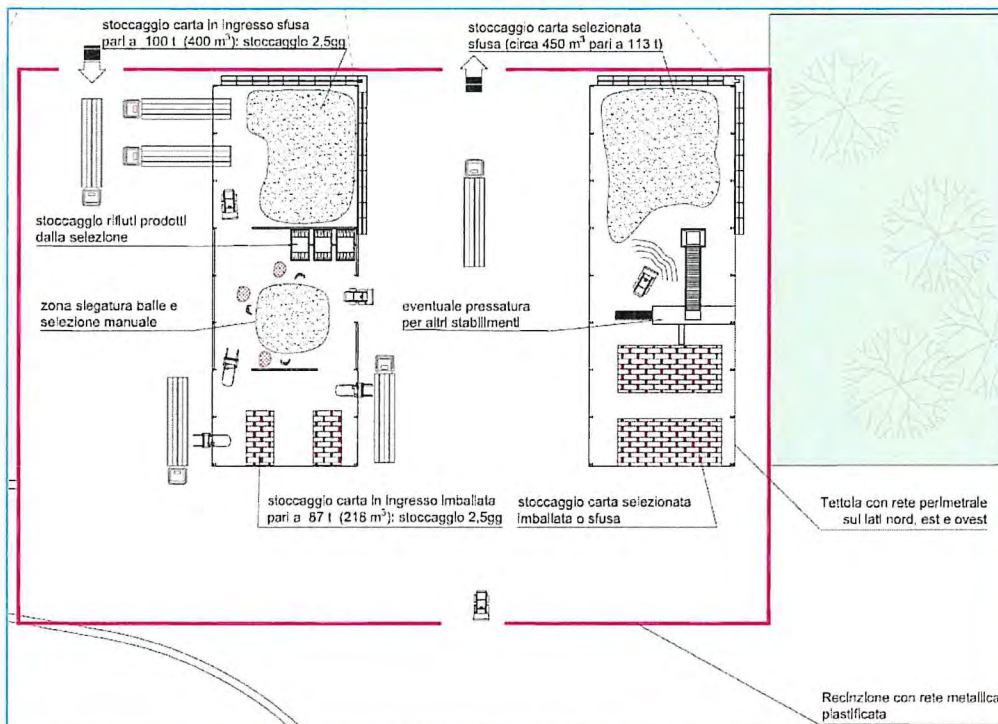 stoccaggio carta in ingresso sfusa
pari a 100 t (400 m³): stoccaggio 2,5gg
stoccaggio carta selezionata
sfusa (circa 450 m³ pari a 113 t)
stoccaggio rifiuti prodotti
dalla selezione
zona slegatura balle e
selezione manuale
eventuale pressatura
per altri stabilimenti
stoccaggio carta in ingresso imballata
pari a 87 t (218 m³): stoccaggio 2,5gg
stoccaggio carta selezionata
imballata o sfusa
Tettoia con rete perimetrale
sui lati nord, est e ovest
Recinzione con rete metallica
plastificata